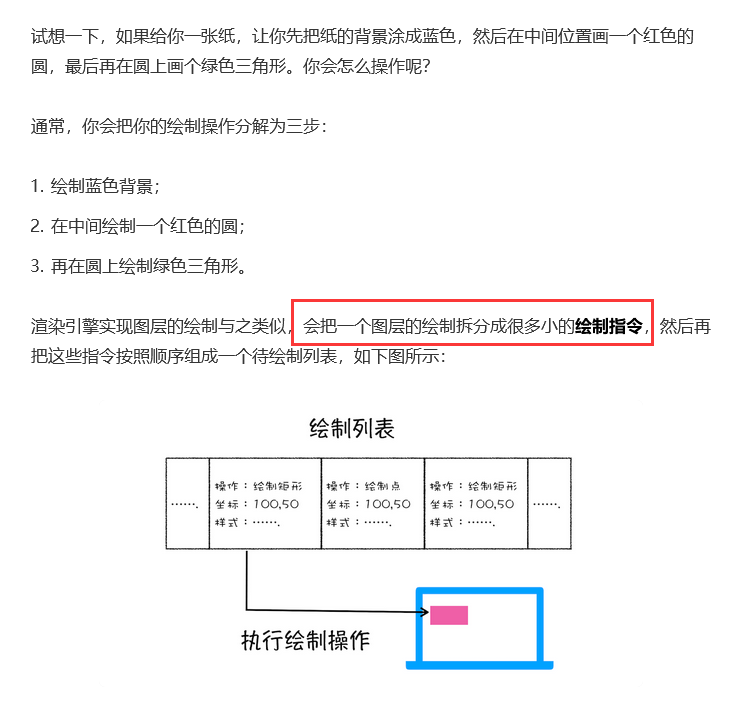 试想一下，如果给你一张纸，让你先把纸的背景涂成蓝色，然后在中间位置画一个红色的
圆，最后再在圆上画个绿色三角形。你会怎么操作呢？
通常，你会把你的绘制操作分解为三步：
1. 绘制蓝色背景；
2. 在中间绘制一个红色的圆；
3. 再在圆上绘制绿色三角形。
渲染引擎实现图层的绘制与之类似，会把一个图层的绘制拆分成很多小的绘制指令，然后再
把这些指令按照顺序组成一个待绘制列表，如下图所示：
绘制列表
……. 操作：绘制矩形 操作：绘制点 操作：绘制矩形 …….
坐标：100,50 坐标：100,50 坐标：100,50
样式：……. 样式：……. 样式：…….
执行绘制操作